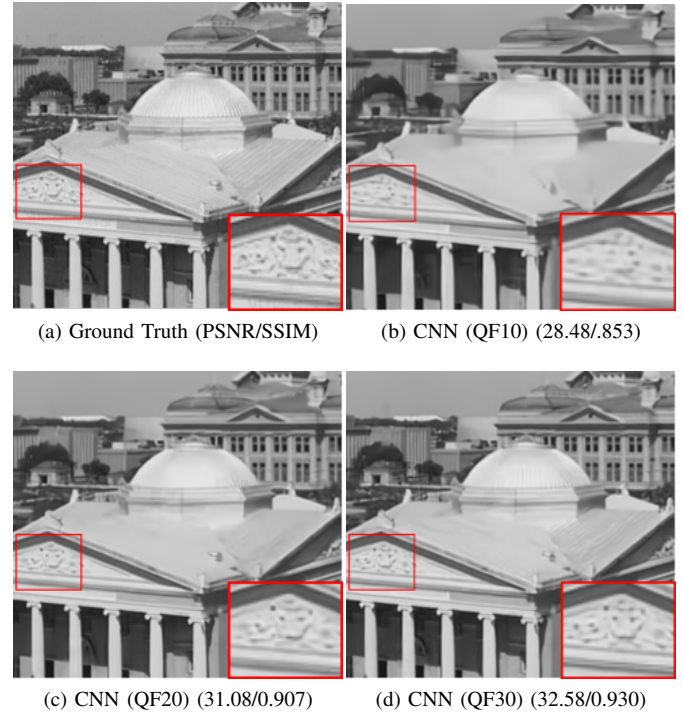 (a) Ground Truth (PSNR/SSIM)
(b) CNN (QF10) (28.48/.853)
(c) CNN (QF20) (31.08/0.907)
(d) CNN (QF30) (32.58/0.930)